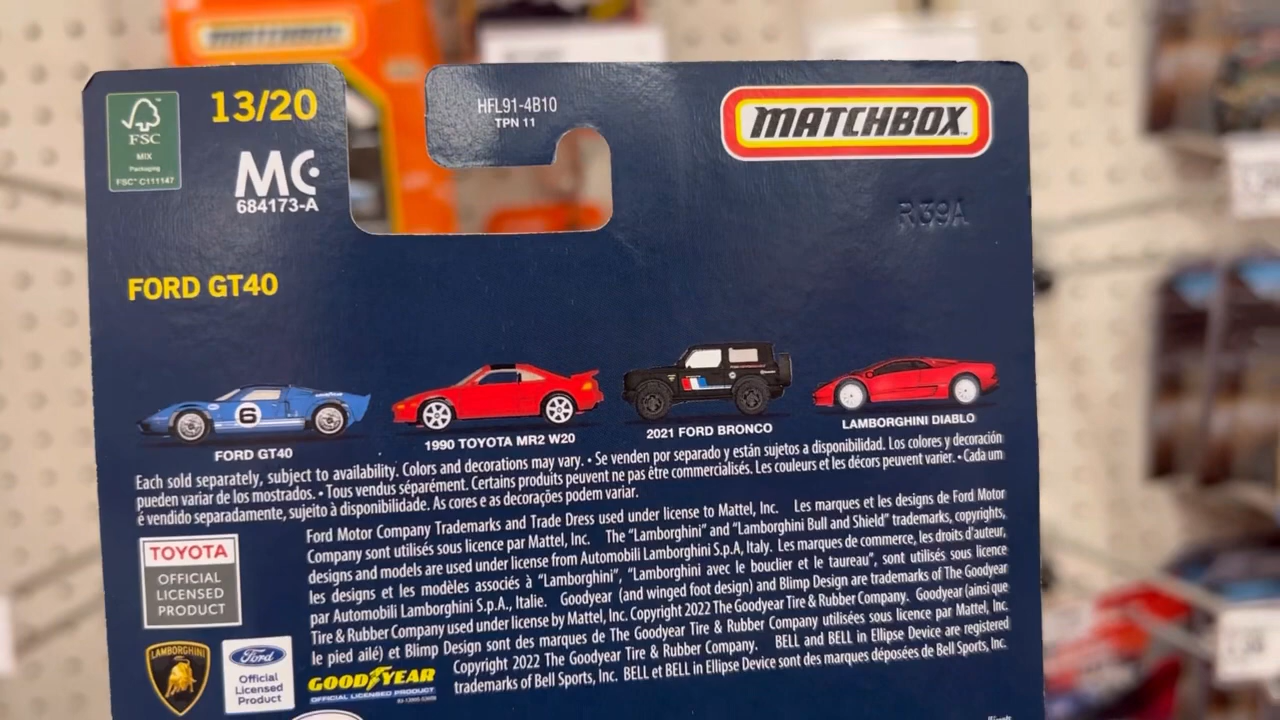 MATCHBOX
FSC
MIX
Packaging
FSC™ C111147
13/20
MC
684173-A
HFL91-4B10
TPN 11
MATCHBOX
R39A
FORD GT40
6
FORD GT40
1990 TOYOTA MR2 W20
2021 FORD BRONCO
LAMBORGHINI DIABLO
Each sold separately, subject to availability. Colors and decorations may vary. • Se venden por separado y están sujetos a disponibilidad. Los colores y decoración
pueden variar de los mostrados. • Tous vendus séparément. Certains produits peuvent ne pas être commercialisés. Les couleurs et les décors peuvent varier. • Cada um
é vendido separadamente, sujeito à disponibilidade. As cores e as decorações podem variar.
Ford Motor Company Trademarks and Trade Dress used under license to Mattel, Inc. Les marques et les designs de Ford Motor
Company sont utilisés sous licence par Mattel, Inc. The “Lamborghini” and “Lamborghini Bull and Shield” trademarks, copyrights,
designs and models are used under license from Automobili Lamborghini S.p.A, Italy. Les marques de commerce, les droits d'auteur,
les designs et les modèles associés à “Lamborghini”, “Lamborghini avec le bouclier et le taureau”, sont utilisés sous licence
par Automobili Lamborghini S.p.A., Italie. Goodyear (and winged foot design) and Blimp Design are trademarks of The Goodyear
Tire & Rubber Company used under license by Mattel, Inc. Copyright 2022 The Goodyear Tire & Rubber Company. Goodyear (ainsi que
le pied ailé) et Blimp Design sont des marques de The Goodyear Tire & Rubber Company utilisées sous licence par Mattel, Inc.
Copyright 2022 The Goodyear Tire & Rubber Company. BELL and BELL in Ellipse Device are registered
trademarks of Bell Sports, Inc. BELL et BELL in Ellipse Device sont des marques déposées de Bell Sports, Inc.
TOYOTA
OFFICIAL
LICENSED
PRODUCT
LAMBORGHINI
Ford
Official
Licensed
Product
GOODYEAR
OFFICIAL LICENSED PRODUCT